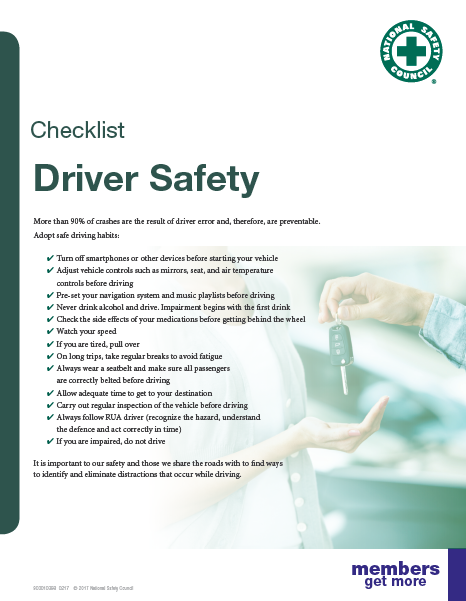 NATIONAL SAFETY
COUNCIL
®
Checklist
Driver Safety
More than 90% of crashes are the result of driver error and, therefore, are preventable.
Adopt safe driving habits:
✔ Turn off smartphones or other devices before starting your vehicle
✔ Adjust vehicle controls such as mirrors, seat, and air temperature
controls before driving
✔ Pre-set your navigation system and music playlists before driving
✔ Never drink alcohol and drive. Impairment begins with the first drink
✔ Check the side effects of your medications before getting behind the wheel
✔ Watch your speed
✔ If you are tired, pull over
✔ On long trips, take regular breaks to avoid fatigue
✔ Always wear a seatbelt and make sure all passengers
are correctly belted before driving
✔ Allow adequate time to get to your destination
✔ Carry out regular inspection of the vehicle before driving
✔ Always follow RUA driver (recognize the hazard, understand
the defence and act correctly in time)
✔ If you are impaired, do not drive
It is important to our safety and those we share the roads with to find ways
to identify and eliminate distractions that occur while driving.
members
get more
0217 © 2017 National Safety Council